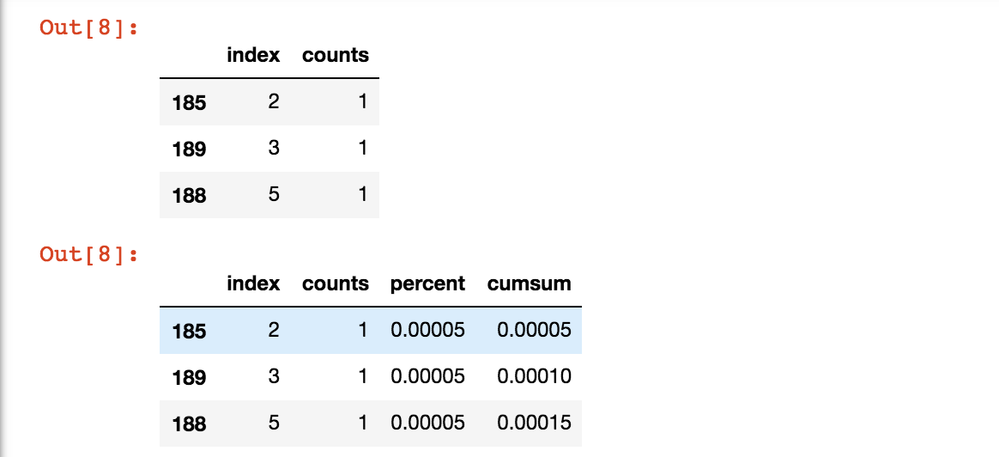 Out[8]:
index counts
185 2 1
189 3 1
188 5 1
Out[8]:
index counts percent cumsum
185 2 1 0.00005 0.00005
189 3 1 0.00005 0.00010
188 5 1 0.00005 0.00015